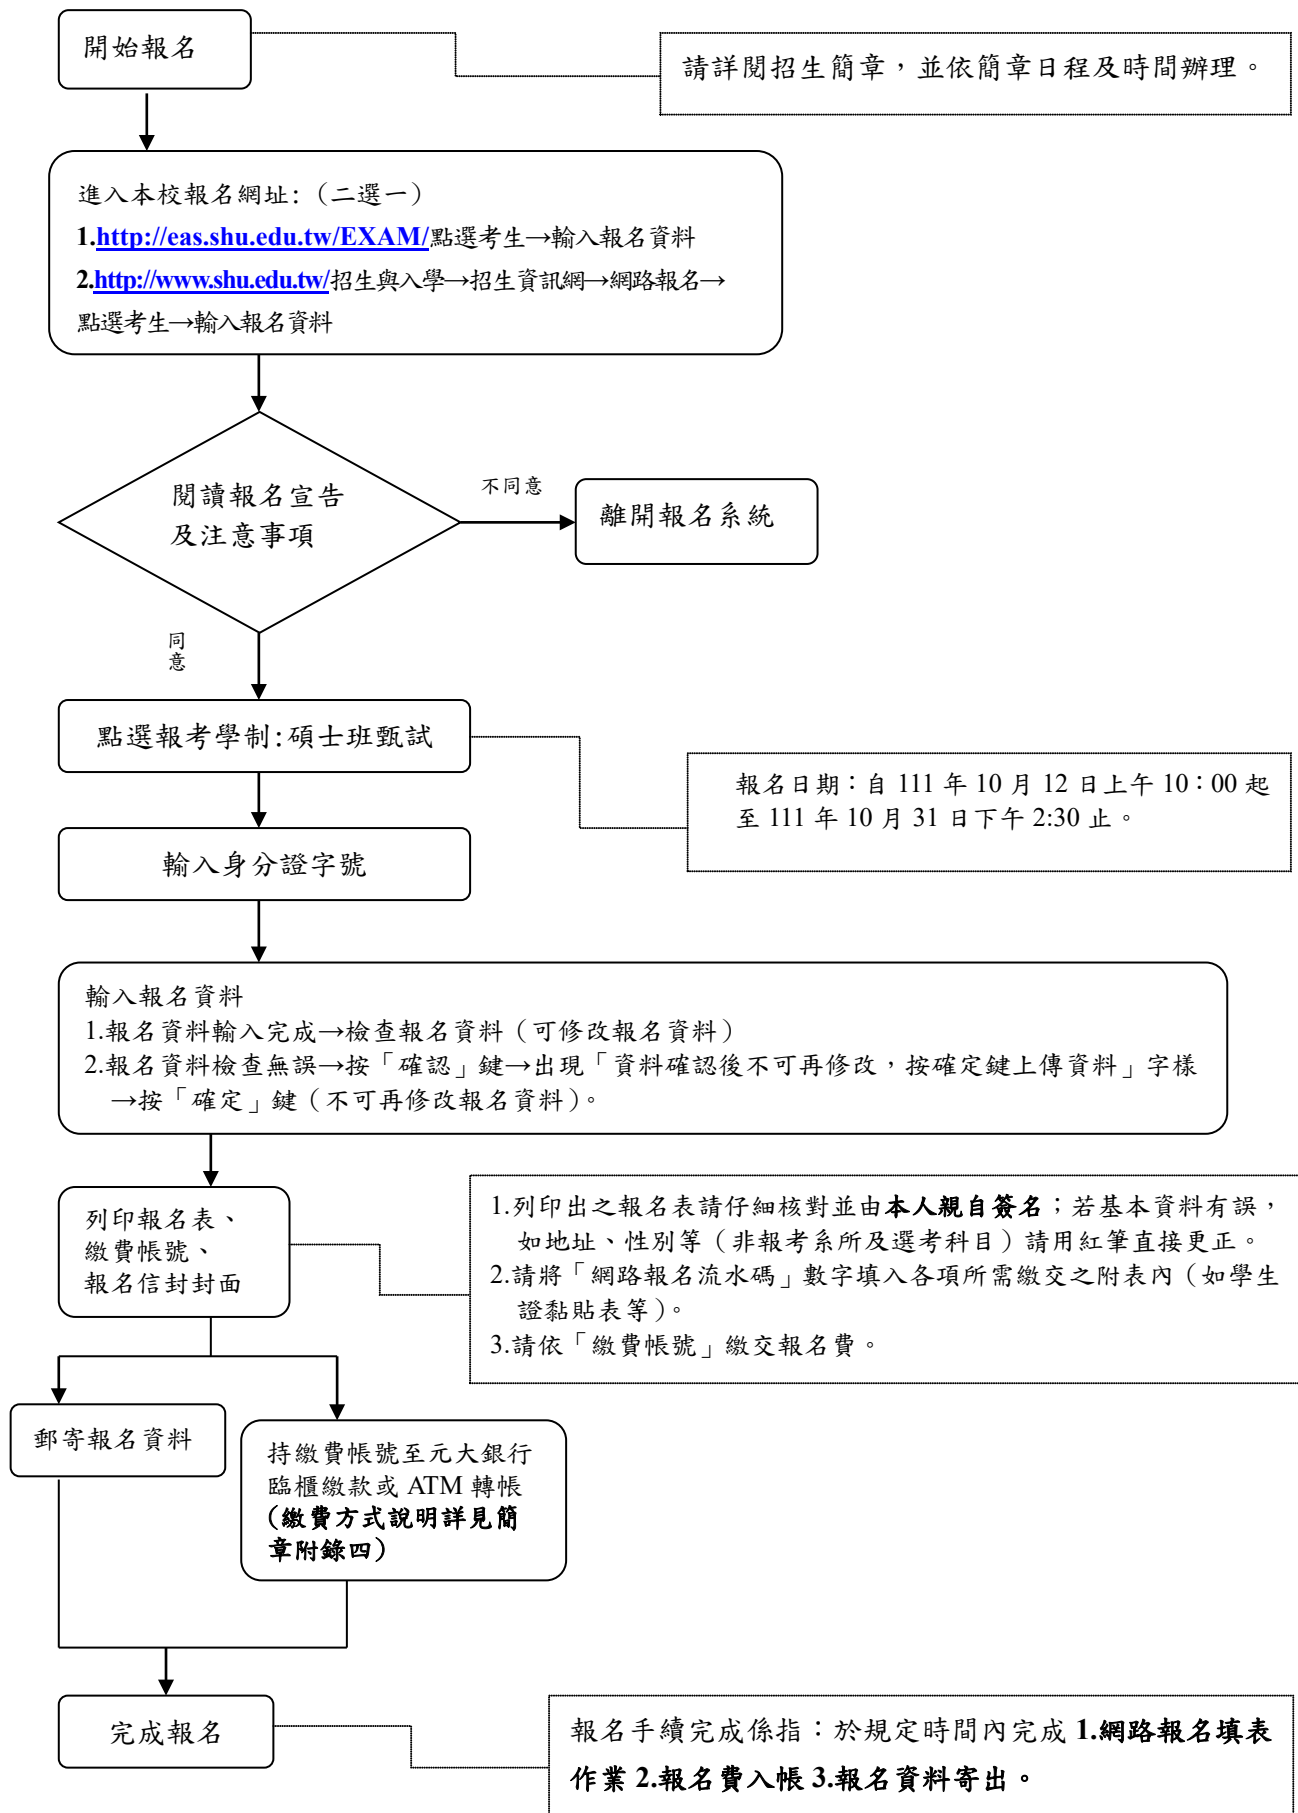 開始報名
請詳閱招生簡章，並依簡章日程及時間辦理。
進入本校報名網址:（二選一）
1.http://eas.shu.edu.tw/EXAM/點選考生→輸入報名資料
2.http://www.shu.edu.tw/招生與入學→招生資訊網→網路報名→
點選考生→輸入報名資料
閱讀報名宣告
及注意事項
不同意
離開報名系統
同
意
點選報考學制:碩士班甄試
報名日期：自 111 年 10 月 12 日上午 10：00 起
至 111 年 10 月 31 日下午 2:30 止。
輸入身分證字號
輸入報名資料
1.報名資料輸入完成→檢查報名資料（可修改報名資料）
2.報名資料檢查無誤→按「確認」鍵→出現「資料確認後不可再修改，按確定鍵上傳資料」字樣
→按「確定」鍵（不可再修改報名資料）。
列印報名表、
繳費帳號、
報名信封封面
1.列印出之報名表請仔細核對並由本人親自簽名；若基本資料有誤，
如地址、性別等（非報考系所及選考科目）請用紅筆直接更正。
2.請將「網路報名流水碼」數字填入各項所需繳交之附表內（如學生
證黏貼表等）。
3.請依「繳費帳號」繳交報名費。
郵寄報名資料
持繳費帳號至元大銀行
臨櫃繳款或 ATM 轉帳
（繳費方式說明詳見簡
章附錄四）
完成報名
報名手續完成係指：於規定時間內完成 1.網路報名填表
作業 2.報名費入帳 3.報名資料寄出。